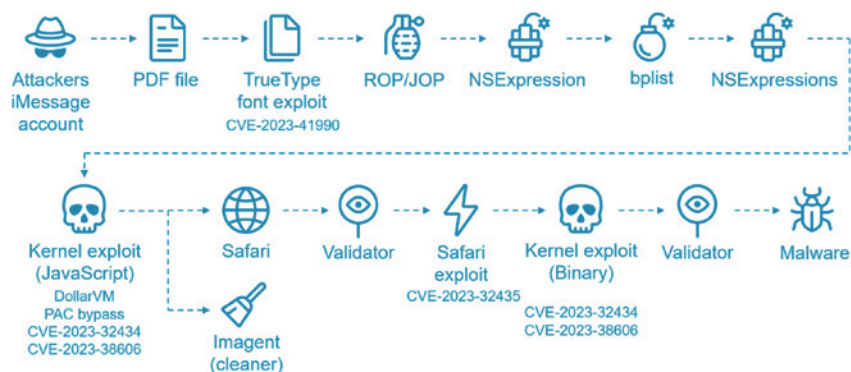 Attackers
iMessage
account
PDF file
TrueType
font exploit
CVE-2023-41990
ROP/JOP
NSExpression
bplist
NSExpressions
Kernel exploit
(JavaScript)
DollarVM
PAC bypass
CVE-2023-32434
CVE-2023-38606
Safari
Imagent
(cleaner)
Validator
Safari
exploit
CVE-2023-32435
Kernel exploit
(Binary)
CVE-2023-32434
CVE-2023-38606
Validator
Malware